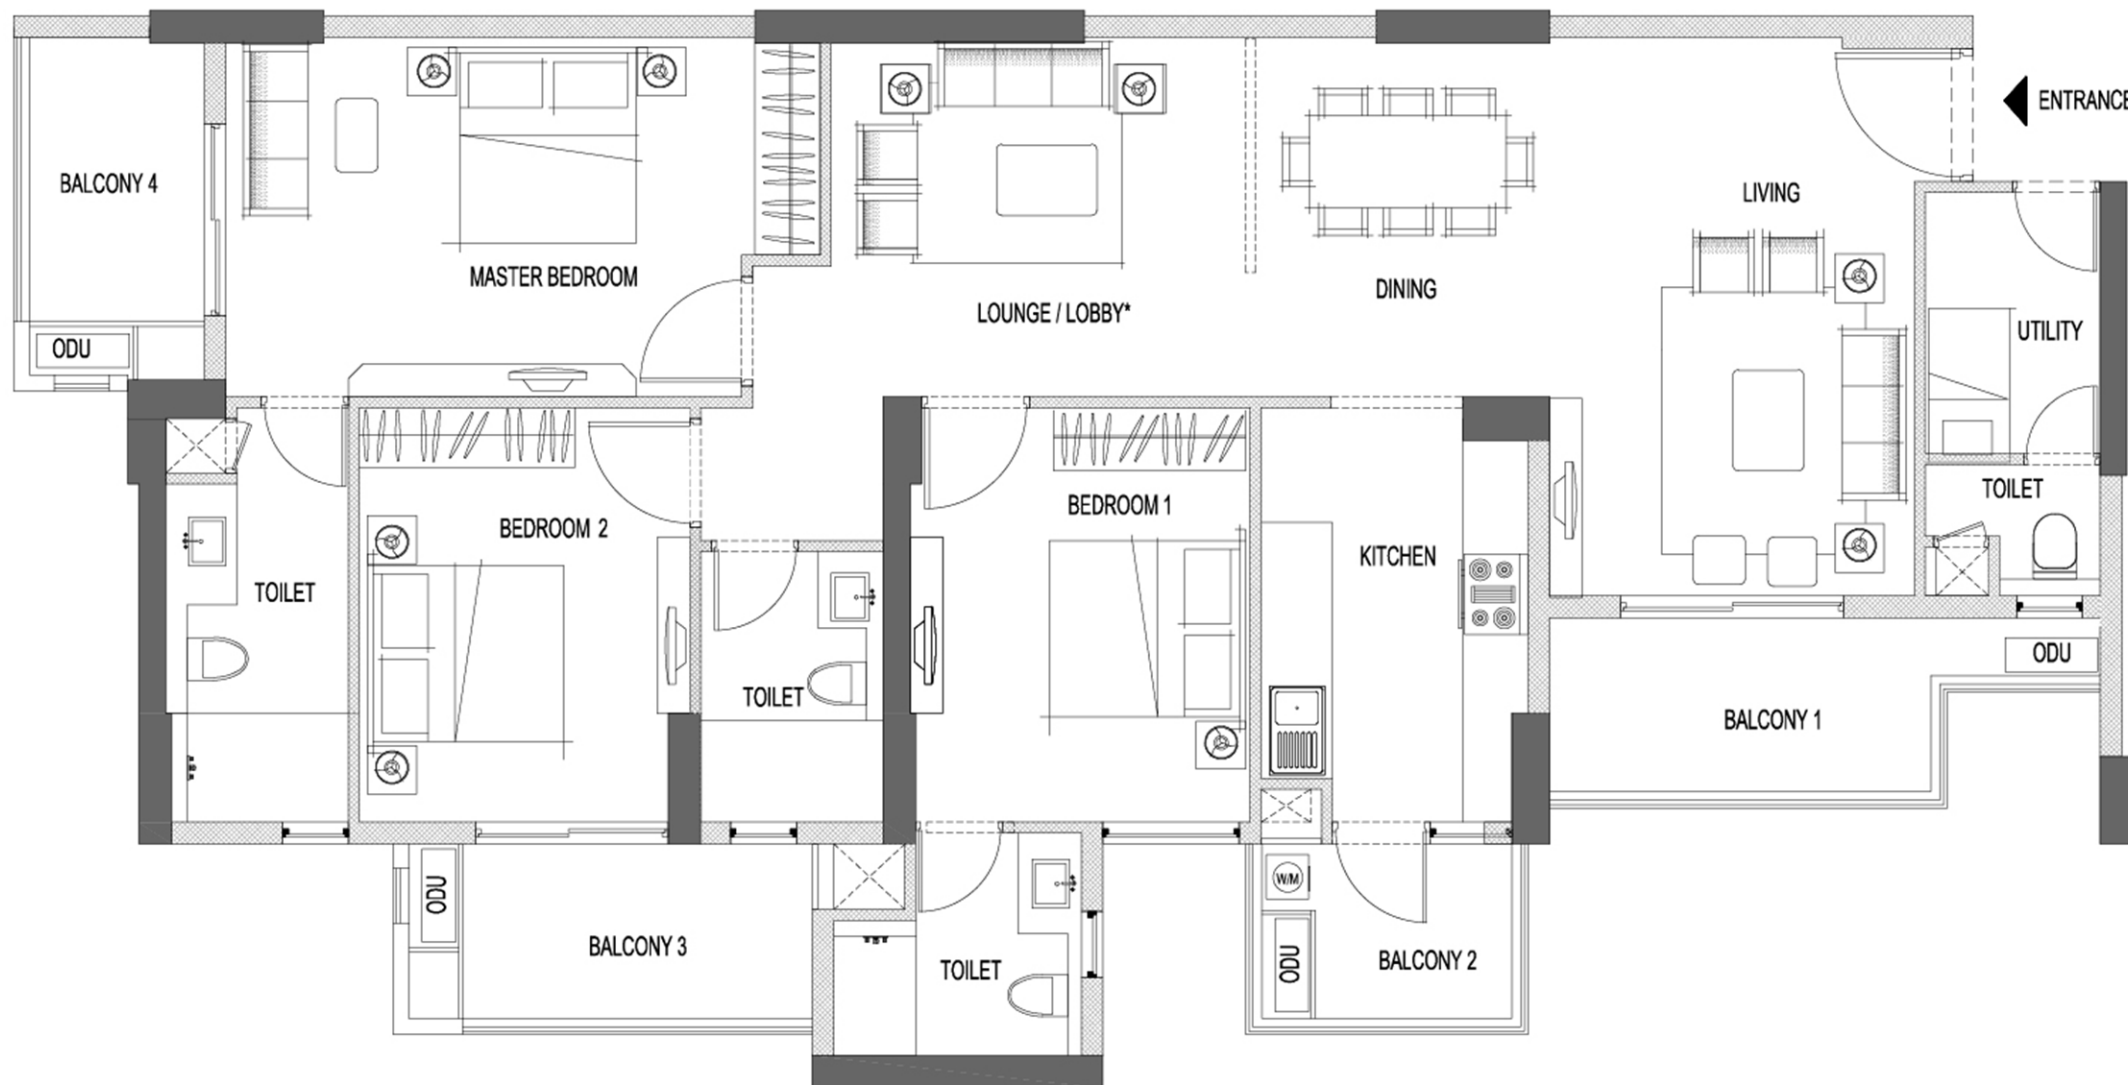 ENTRANCE
BALCONY 4
LIVING
MASTER BEDROOM
DINING
LOUNGE / LOBBY*
UTILITY
ODU
TOILET
BEDROOM 1
BEDROOM 2
KITCHEN
TOILET
ODU
TOILET
BALCONY 1
W/M
ODU
BALCONY 3
BALCONY 2
ODU
TOILET